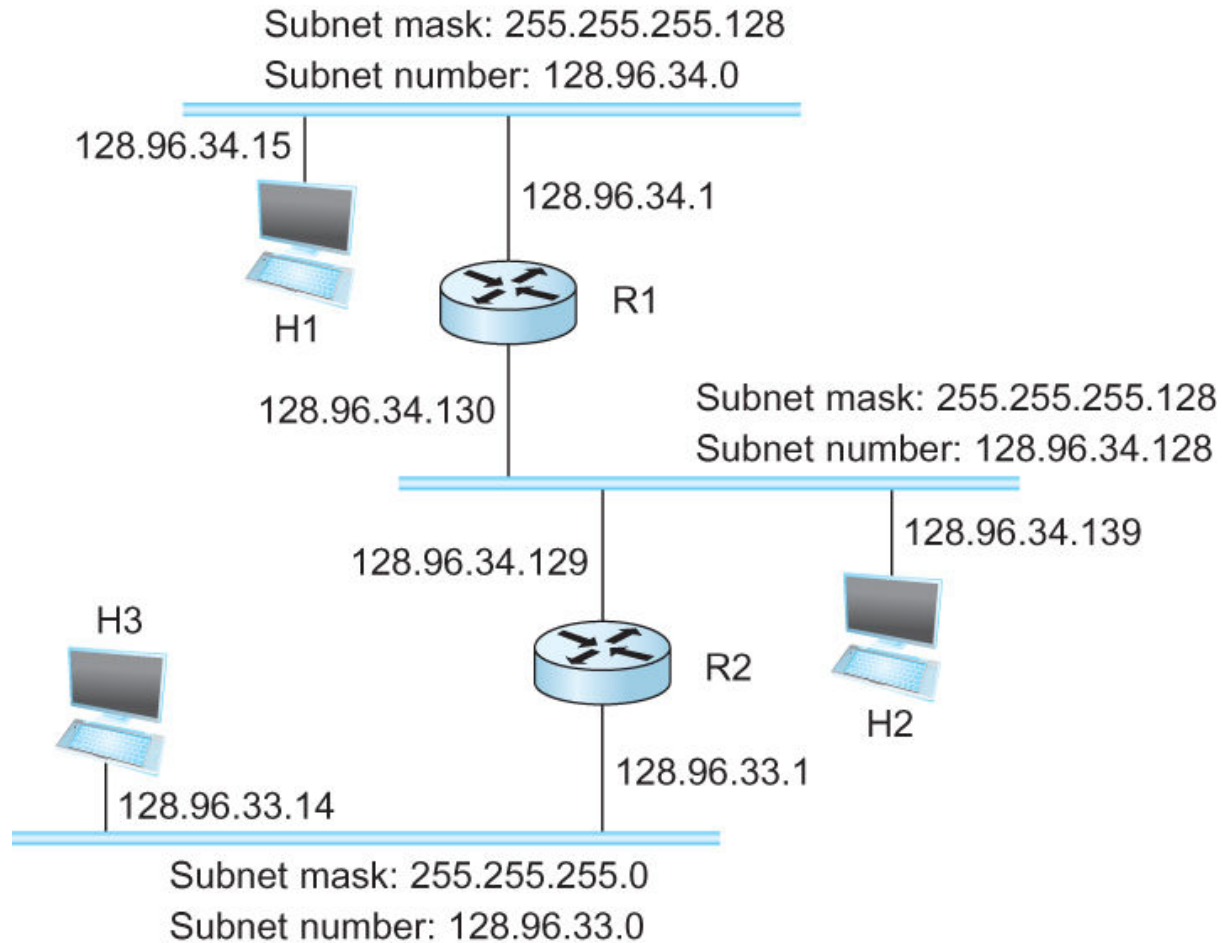 Subnet mask: 255.255.255.128
Subnet number: 128.96.34.0
128.96.34.15
128.96.34.1
H1
R1
128.96.34.130
Subnet mask: 255.255.255.128
Subnet number: 128.96.34.128
128.96.34.129
128.96.34.139
H3
R2
H2
128.96.33.1
128.96.33.14
Subnet mask: 255.255.255.0
Subnet number: 128.96.33.0